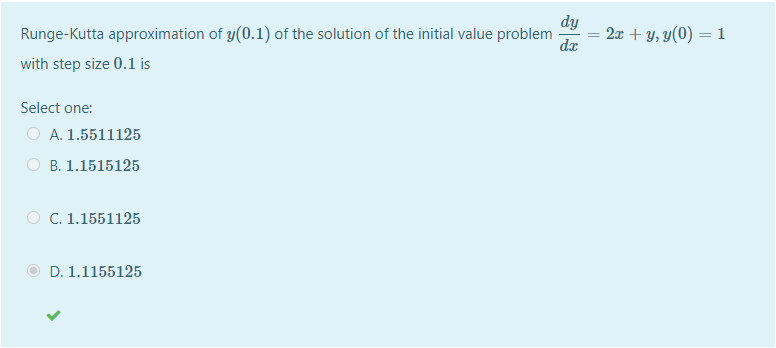 Runge-Kutta approximation of y(0.1) of the solution of the initial value problem dy/dx = 2x + y, y(0) = 1
with step size 0.1 is
Select one:
A. 1.5511125
B. 1.1515125
C. 1.1551125
D. 1.1155125